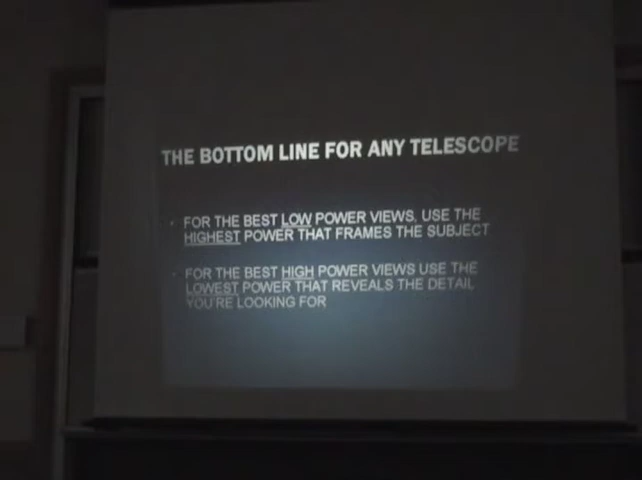 THE BOTTOM LINE FOR ANY TELESCOPE
• FOR THE BEST LOW POWER VIEWS, USE THE
HIGHEST POWER THAT FRAMES THE SUBJECT
• FOR THE BEST HIGH POWER VIEWS USE THE
LOWEST POWER THAT REVEALS THE DETAIL
YOU'RE LOOKING FOR